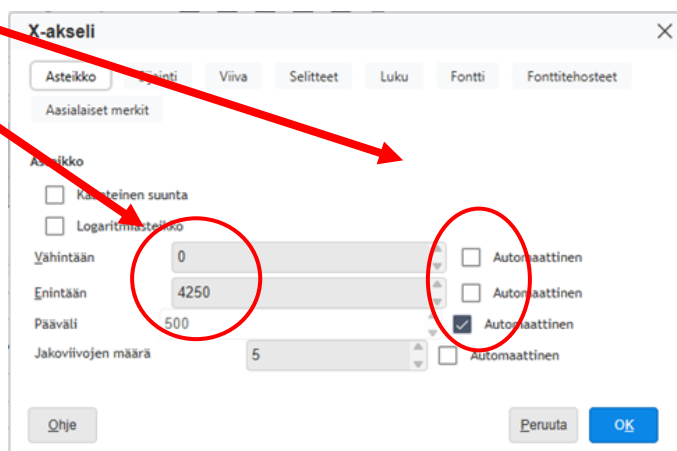 X-akseli
Asteikko Sijainti Viiva Selitteet Luku Fontti Fonttitehosteet
Aasialaiset merkit
Asteikko
Käänteinen suunta
Logaritmiasteikko
Vähintään 0 Automaattinen
Enintään 4250 Automaattinen
Pääväli 500 Automaattinen
Jakoviivojen määrä 5 Automaattinen
Ohje Peruuta OK